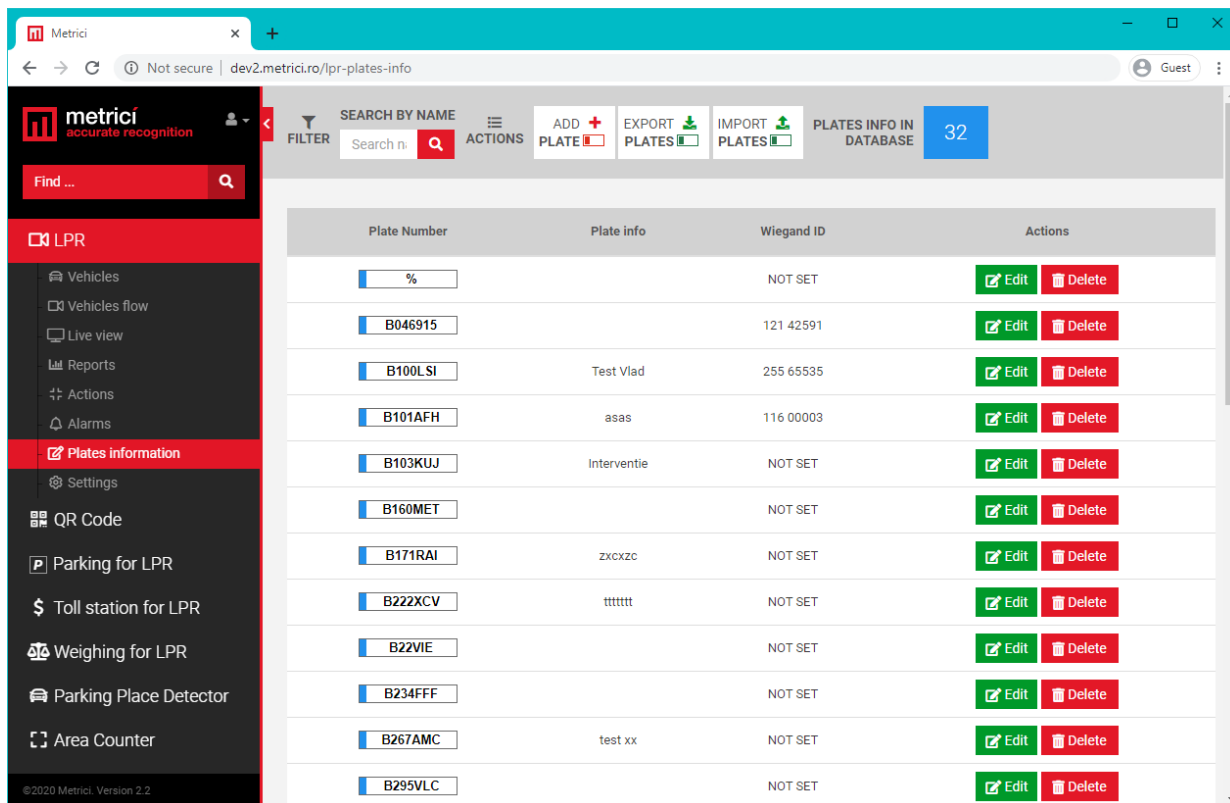 Metrici
Not secure | dev2.metrici.ro/lpr-plates-info
Guest
metrici
accurate recognition
Find ...
LPR
Vehicles
Vehicles flow
Live view
Reports
Actions
Alarms
Plates information
Settings
QR Code
P Parking for LPR
$ Toll station for LPR
Weighing for LPR
Parking Place Detector
Area Counter
©2020 Metrici. Version 2.2
FILTER
SEARCH BY NAME
Search n
ACTIONS
ADD
PLATE
EXPORT
PLATES
IMPORT
PLATES
PLATES INFO IN
DATABASE
32
Plate Number Plate info Wiegand ID Actions
% NOT SET Edit Delete
B046915 121 42591 Edit Delete
B100LSI Test Vlad 255 65535 Edit Delete
B101AFH asas 116 00003 Edit Delete
B103KUJ Interventie NOT SET Edit Delete
B160MET NOT SET Edit Delete
B171RAI zxcxzc NOT SET Edit Delete
B222XCV ttttttt NOT SET Edit Delete
B22VIE NOT SET Edit Delete
B234FFF NOT SET Edit Delete
B267AMC test xx NOT SET Edit Delete
B295VLC NOT SET Edit Delete